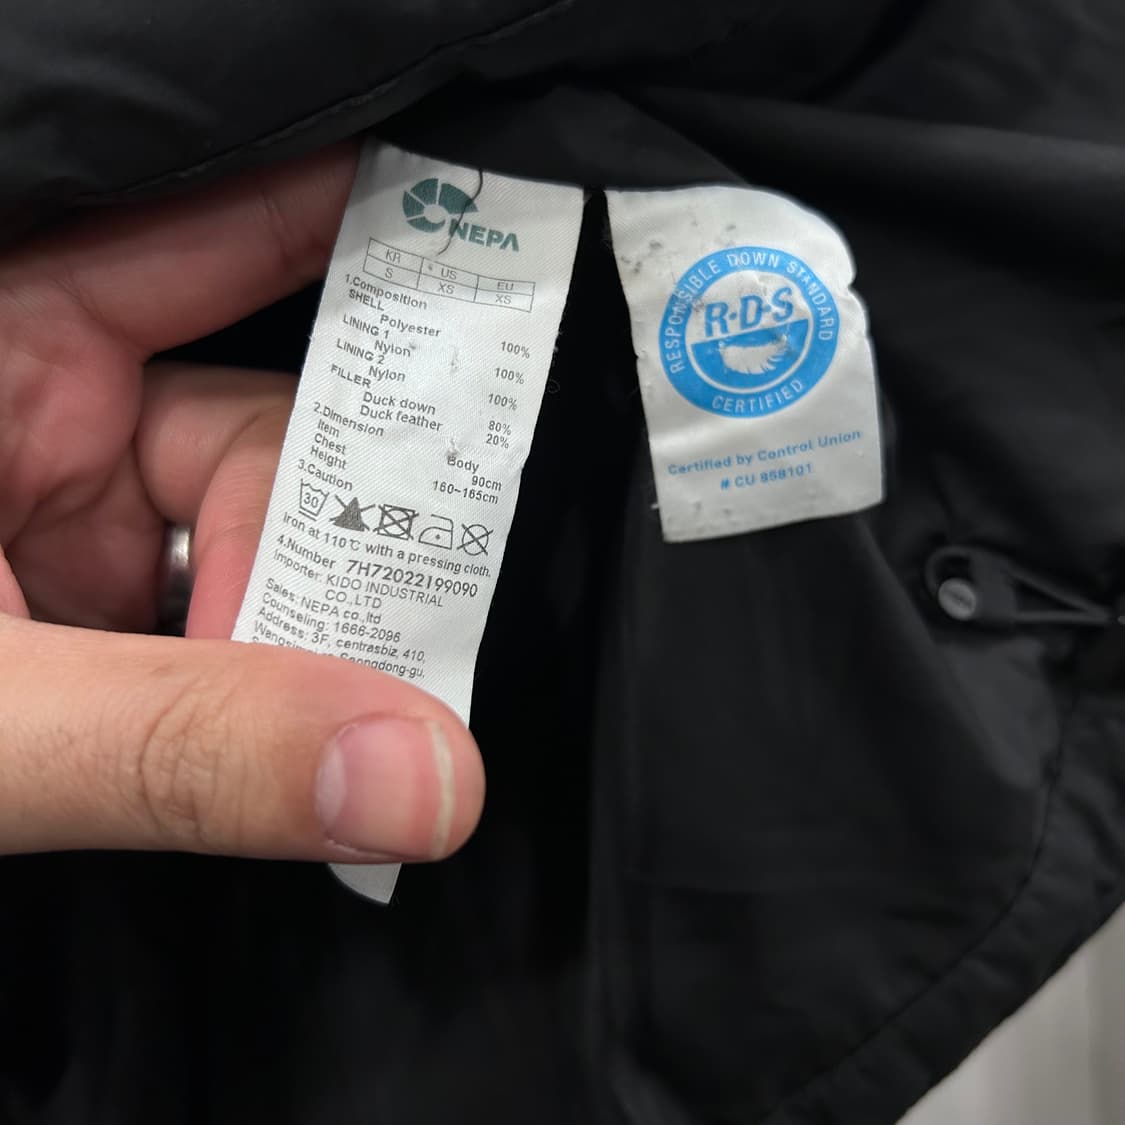 NEPA
KR US EU
S XS XS
1.Composition
SHELL
Polyester 100%
LINING 1
Nylon 100%
LINING 2
Nylon 100%
FILLER
Duck down 80%
Duck feather 20%
2.Dimension
Item Body
Chest 90cm
Height 160~165cm
3.Caution
30
Iron at 110℃ with a pressing cloth.
4.Number 7H72022199090
Importer: KIDO INDUSTRIAL
CO.,LTD
Sales: NEPA co.,ltd
Counseling: 1666-2096
Address: 3F, centrasbiz, 410,
Seongdong-gu,
RESPONSIBLE DOWN STANDARD
R·D·S
CERTIFIED
Certified by Control Union
# CU 858101